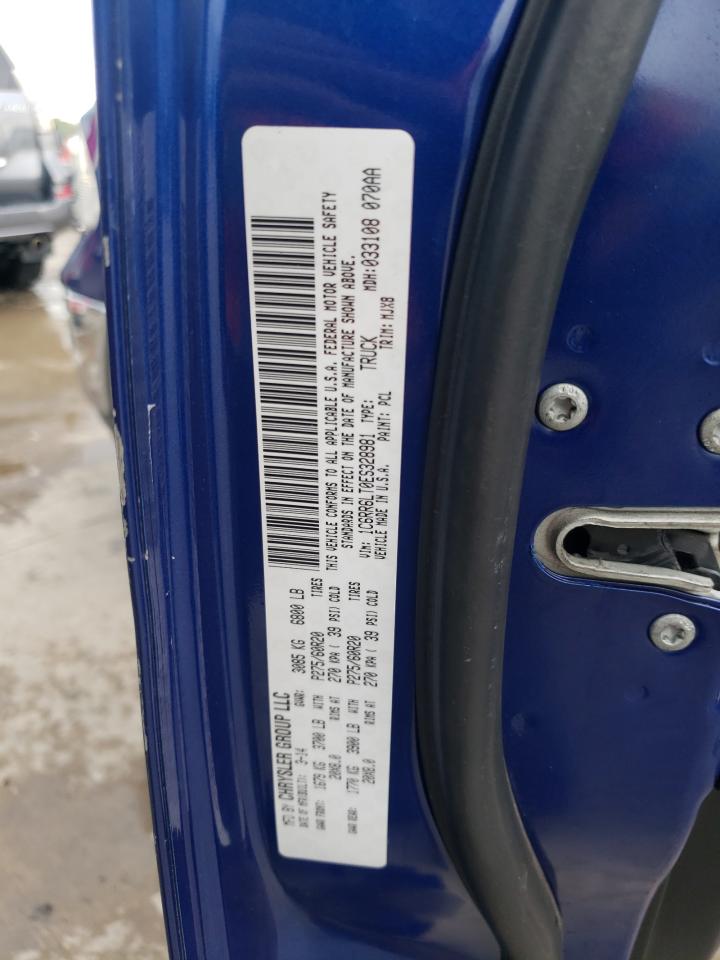 MFD BY CHRYSLER GROUP LLC
DATE OF MFR(BUILT): 3-14 GVWR: 3085 KG 6800 LB
GAWR FRONT: 1679 KG 3700 LB WITH P275/60R20 TIRES
20X8.0 RIMS AT 270 KPA ( 39 PSI) COLD
GAWR REAR: 1770 KG 3900 LB WITH P275/60R20 TIRES
20X8.0 RIMS AT 270 KPA ( 39 PSI) COLD
THIS VEHICLE CONFORMS TO ALL APPLICABLE U.S.A. FEDERAL MOTOR VEHICLE SAFETY
STANDARDS IN EFFECT ON THE DATE OF MANUFACTURE SHOWN ABOVE.
VIN: 1C6RR6LT0ES328981 TYPE: TRUCK MDH:033108 070AA
VEHICLE MADE IN U.S.A. PAINT: PCL TRIM: MJX8